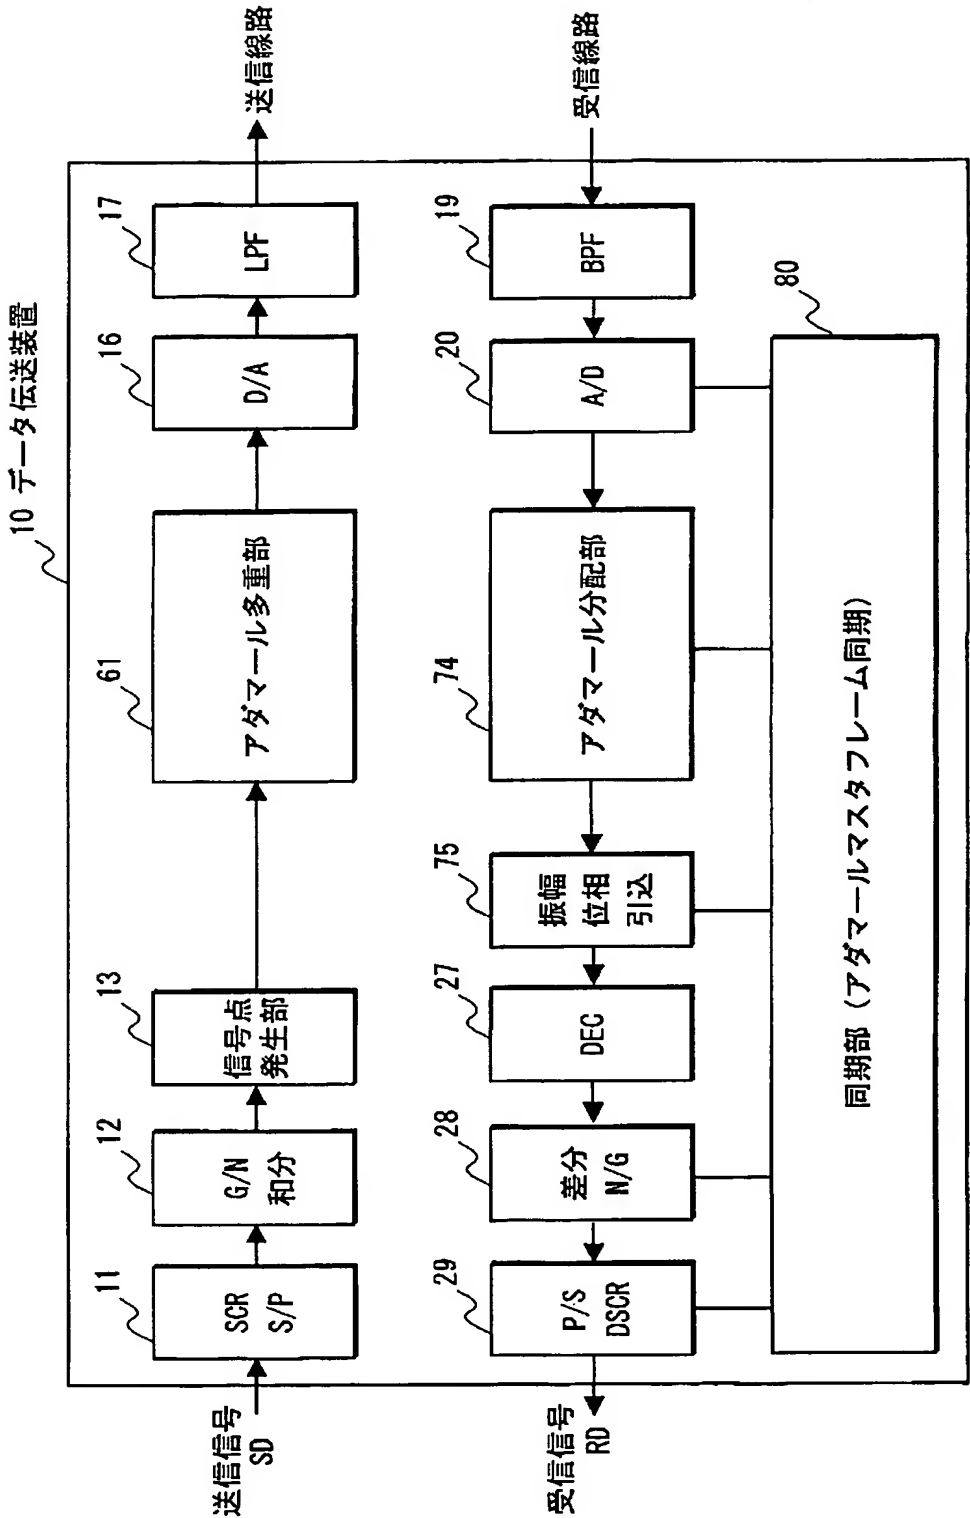 10 データ伝送装置
送信信号
SD
11
SCR
S/P
12
G/N
和分
13
信号点
発生部
61
アダマール多重部
16
D/A
17
LPF
送信線路
受信線路
19
BPF
20
A/D
74
アダマール分配部
75
振幅
位相
引込
27
DEC
28
差分
N/G
29
P/S
DSCR
受信信号
RD
80
同期部(アダマールマスタフレーム同期)